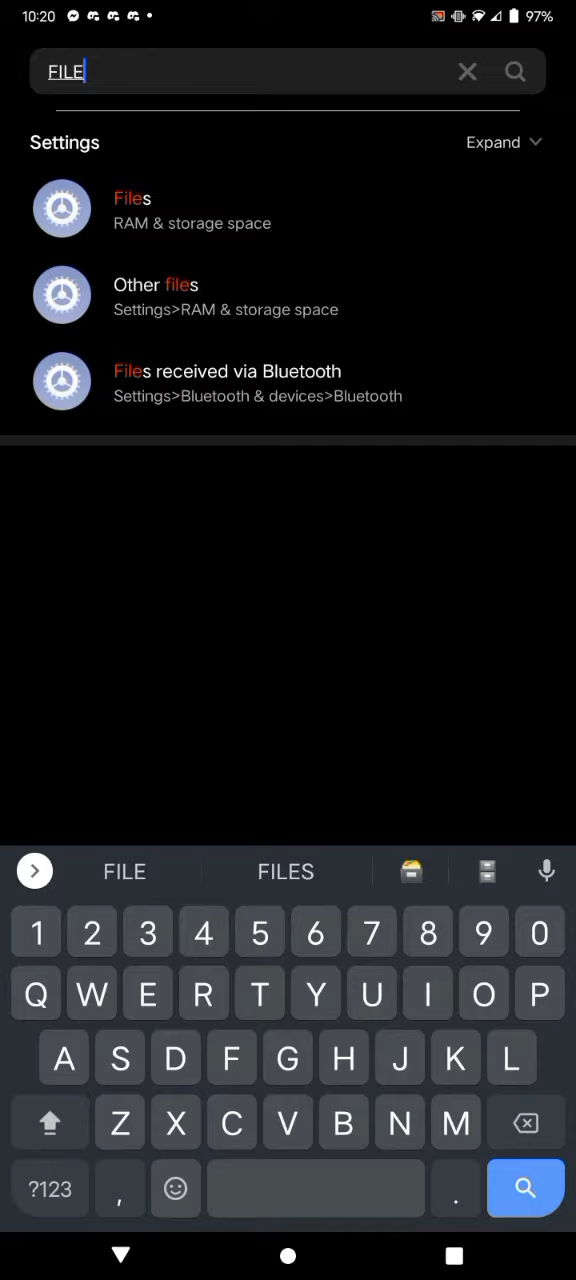 10:20 97%
FILE
Settings Expand
Files
RAM & storage space
Other files
Settings>RAM & storage space
Files received via Bluetooth
Settings>Bluetooth & devices>Bluetooth
FILE FILES
1 2 3 4 5 6 7 8 9 0
Q W E R T Y U I O P
A S D F G H J K L
Z X C V B N M
?123 , .